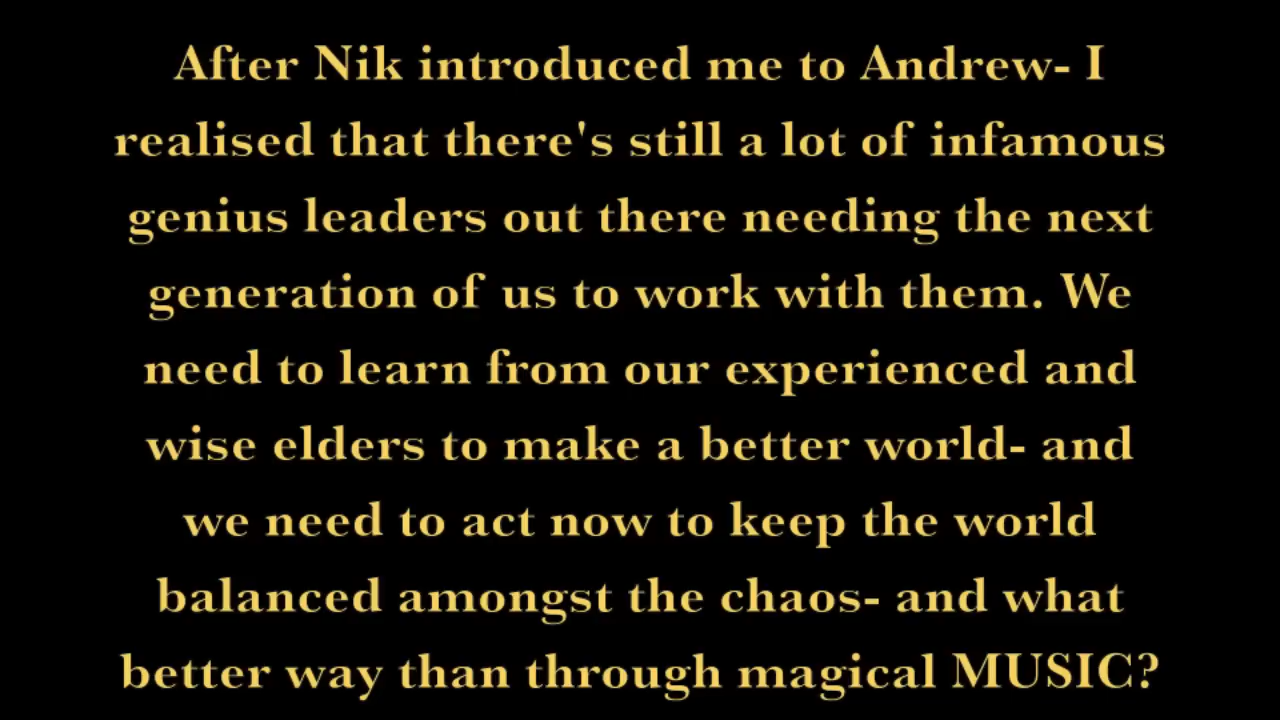 After Nik introduced me to Andrew- I
realised that there's still a lot of infamous
genius leaders out there needing the next
generation of us to work with them. We
need to learn from our experienced and
wise elders to make a better world- and
we need to act now to keep the world
balanced amongst the chaos- and what
better way than through magical MUSIC?